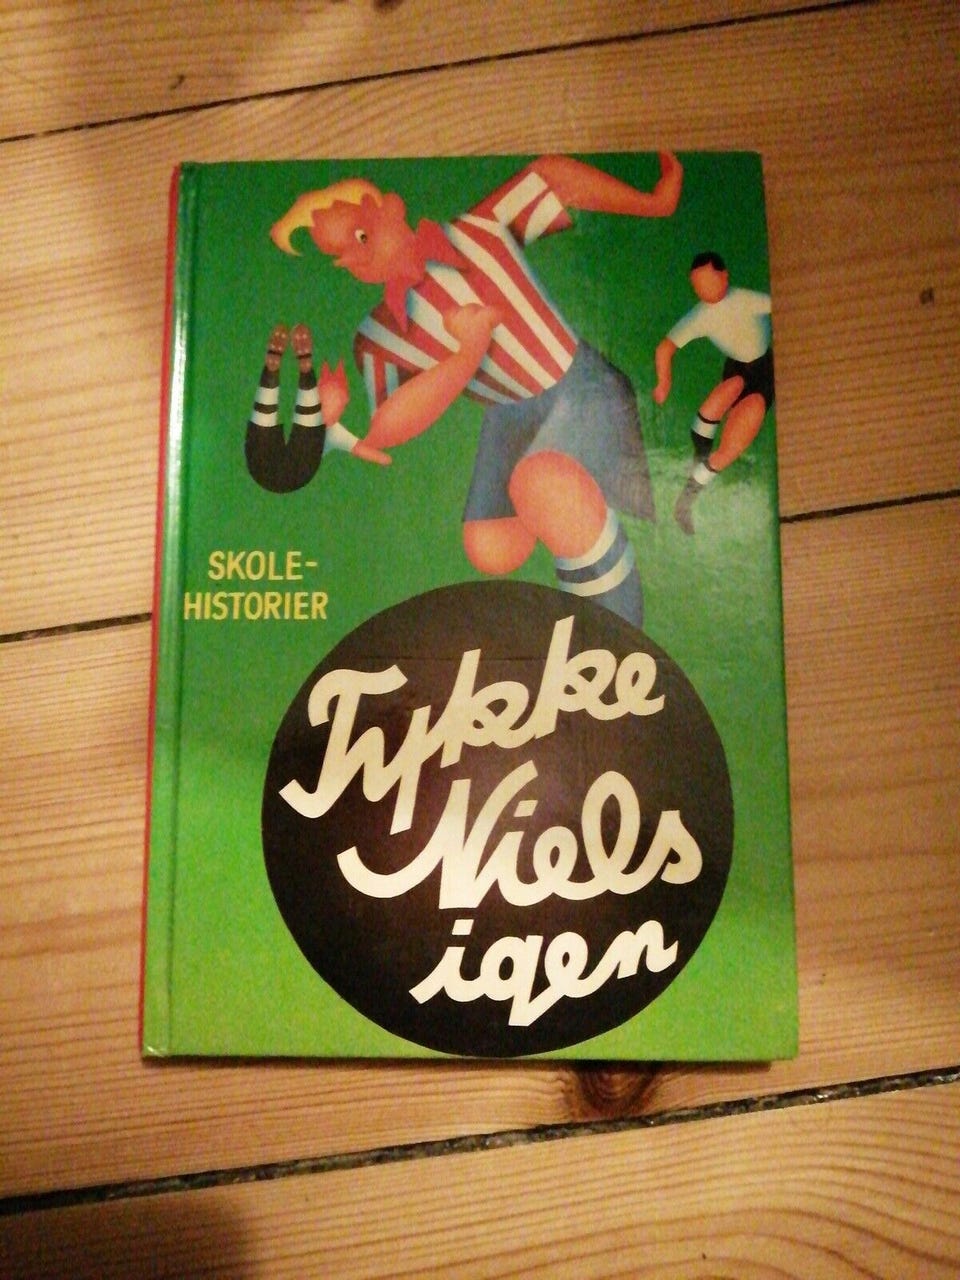 SKOLE-
HISTORIER
Tykke
Niels
igen